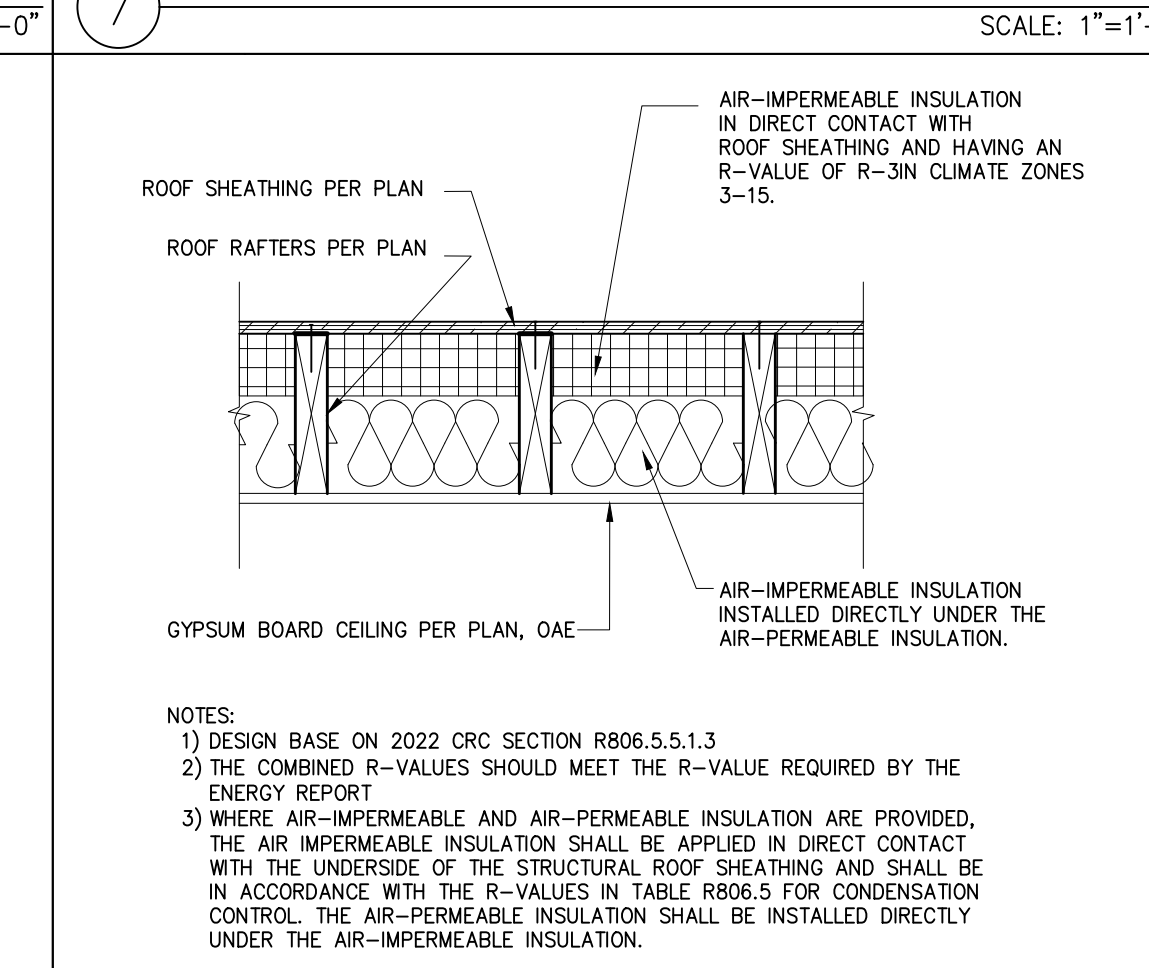 -0"
7
SCALE: 1"=1'-
AIR-IMPERMEABLE INSULATION
IN DIRECT CONTACT WITH
ROOF SHEATHING AND HAVING AN
R-VALUE OF R-3IN CLIMATE ZONES
3-15.
ROOF SHEATHING PER PLAN
ROOF RAFTERS PER PLAN
AIR-IMPERMEABLE INSULATION
INSTALLED DIRECTLY UNDER THE
AIR-PERMEABLE INSULATION.
GYPSUM BOARD CEILING PER PLAN, OAE
NOTES:
1) DESIGN BASE ON 2022 CRC SECTION R806.5.5.1.3
2) THE COMBINED R-VALUES SHOULD MEET THE R-VALUE REQUIRED BY THE
ENERGY REPORT
3) WHERE AIR-IMPERMEABLE AND AIR-PERMEABLE INSULATION ARE PROVIDED,
THE AIR IMPERMEABLE INSULATION SHALL BE APPLIED IN DIRECT CONTACT
WITH THE UNDERSIDE OF THE STRUCTURAL ROOF SHEATHING AND SHALL BE
IN ACCORDANCE WITH THE R-VALUES IN TABLE R806.5 FOR CONDENSATION
CONTROL. THE AIR-PERMEABLE INSULATION SHALL BE INSTALLED DIRECTLY
UNDER THE AIR-IMPERMEABLE INSULATION.